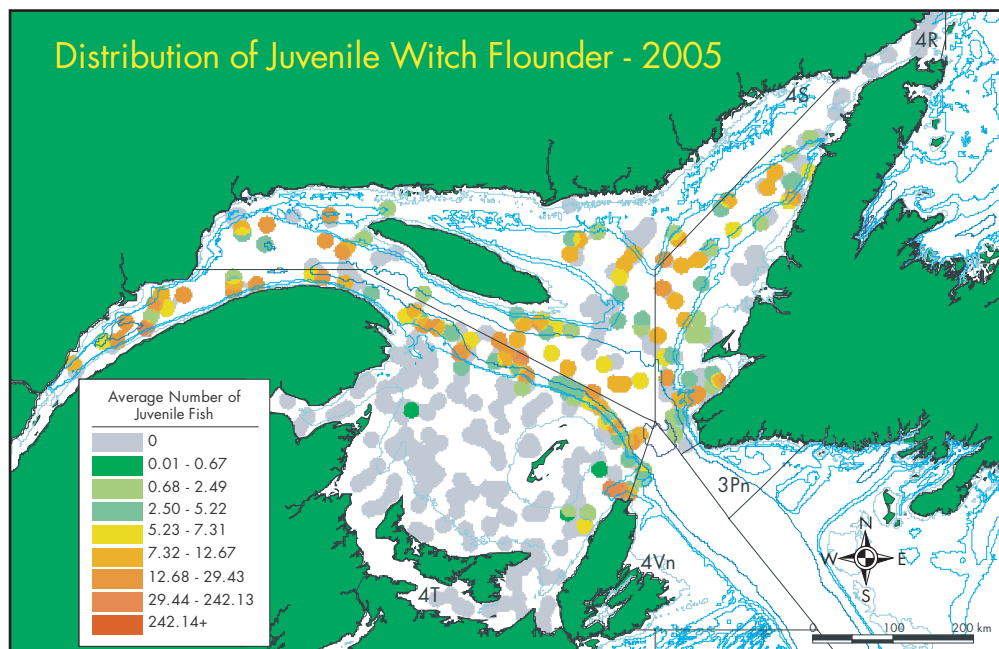 Distribution of Juvenile Witch Flounder - 2005
4R
4S
Average Number of
Juvenile Fish
0
0.01 - 0.67
0.68 - 2.49
2.50 - 5.22
5.23 - 7.31
7.32 - 12.67
12.68 - 29.43
29.44 - 242.13
242.14+
3Pn
4Vn
4T
N
W E
S
0 100 200 km